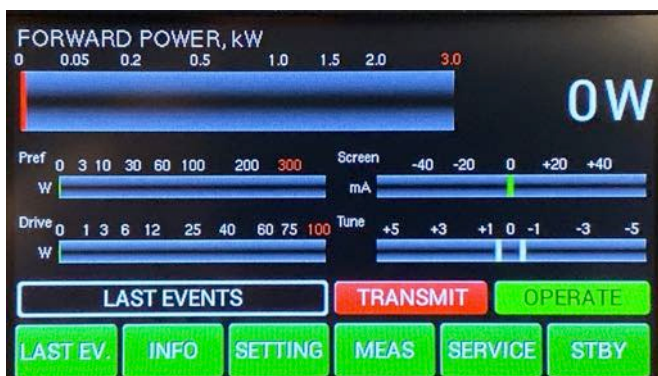 FORWARD POWER, kW
0 0.05 0.2 0.5 1.0 1.5 2.0 3.0
0W
Pref 0 3 10 30 60 100 200 300
W
Screen -40 -20 0 +20 +40
mA
Drive 0 1 3 6 12 25 40 60 75 100
W
Tune +5 +3 +1 0 -1 -3 -5
LAST EVENTS TRANSMIT OPERATE
LAST EV. INFO SETTING MEAS SERVICE STBY